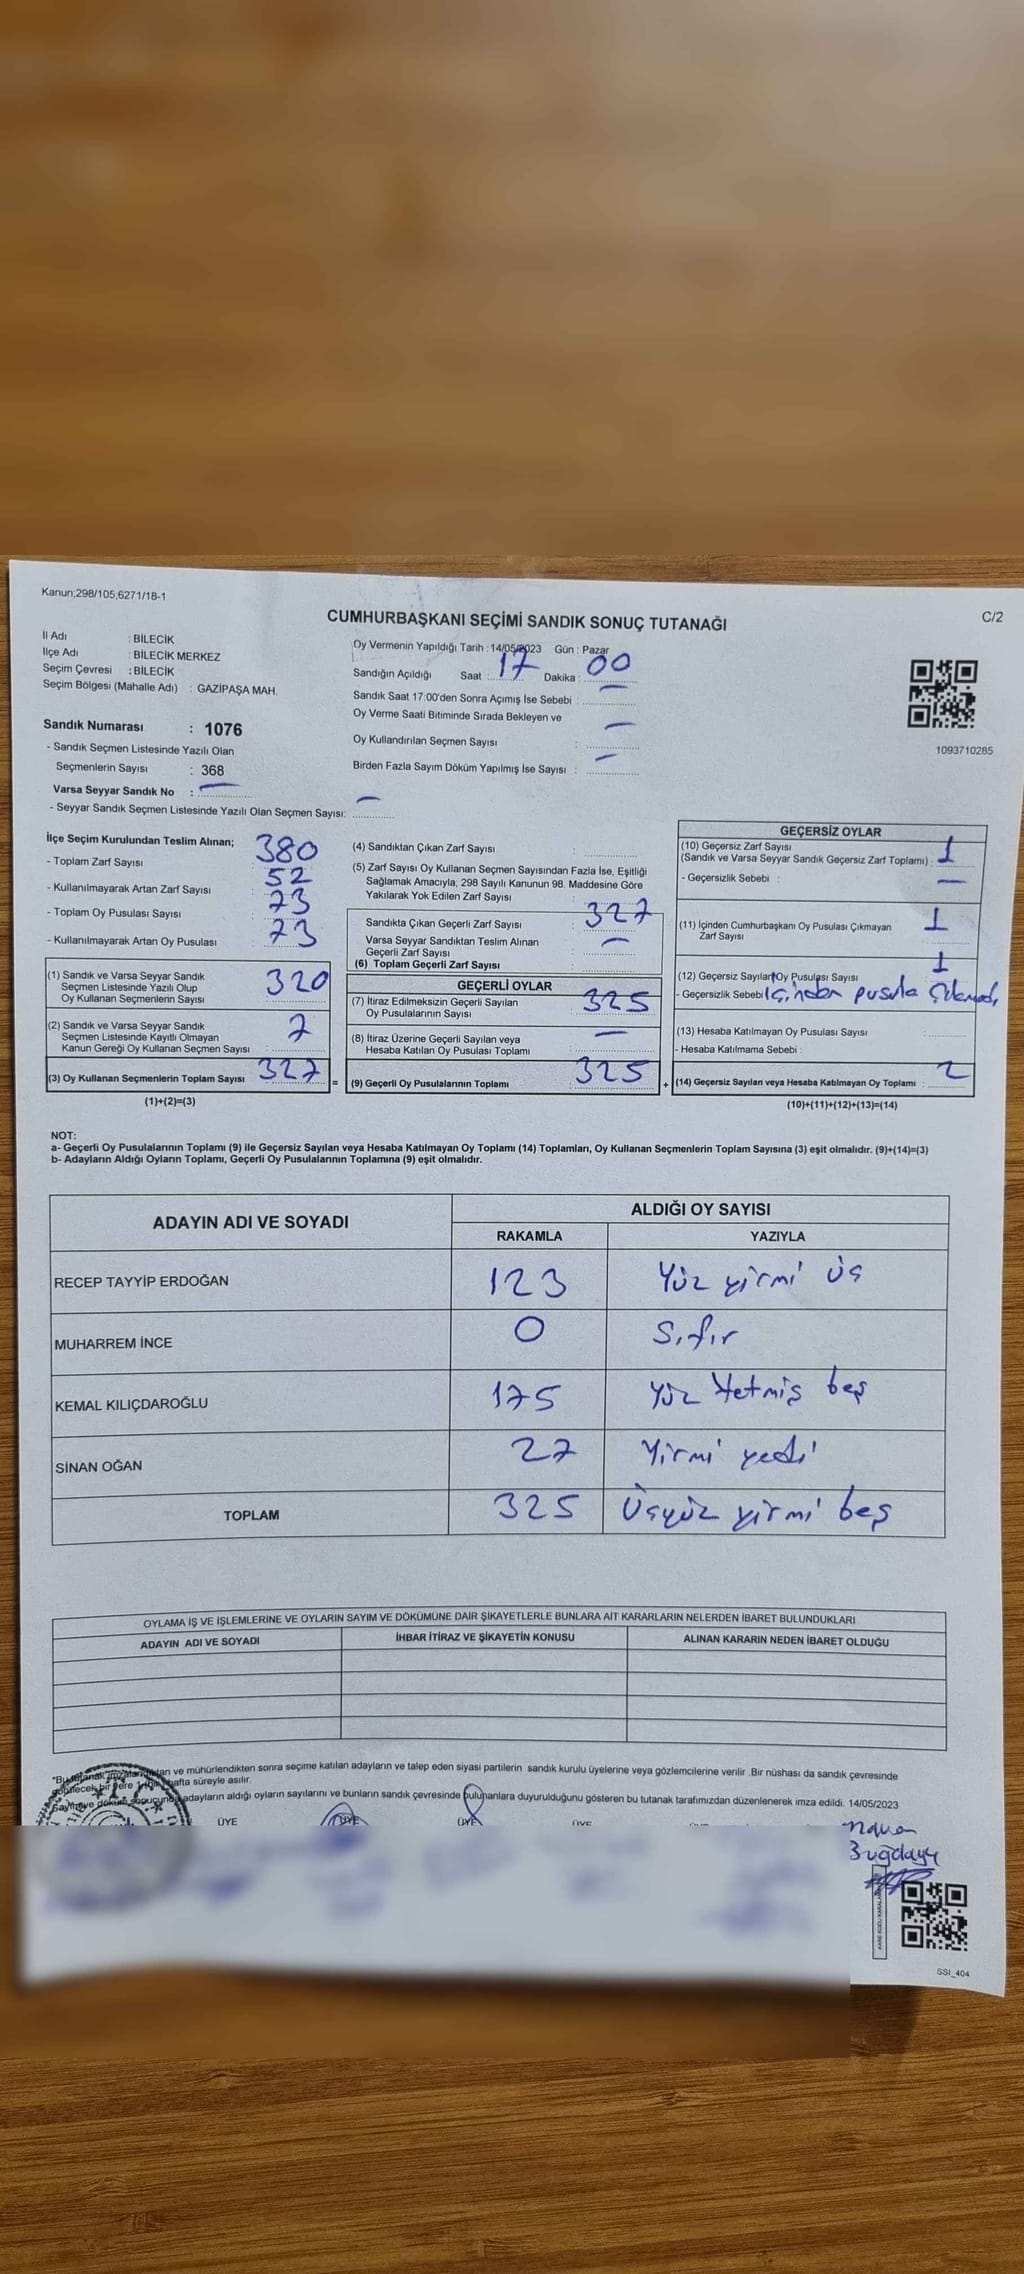 Kanun;298/105;6271/18-1
CUMHURBAŞKANI SEÇİMİ SANDIK SONUÇ TUTANAĞI
C/2
İl Adı : BİLECİK
İlçe Adı : BİLECİK MERKEZ
Seçim Çevresi : BİLECİK
Seçim Bölgesi (Mahalle Adı) : GAZİPAŞA MAH.
Sandık Numarası : 1076
- Sandık Seçmen Listesinde Yazılı Olan
Seçmenlerin Sayısı : 368
Varsa Seyyar Sandık No : —
- Seyyar Sandık Seçmen Listesinde Yazılı Olan Seçmen Sayısı: —
Oy Vermenin Yapıldığı Tarih : 14/05/2023 Gün : Pazar
Sandığın Açıldığı Saat : 17 Dakika : 00
Sandık Saat 17:00'den Sonra Açımış İse Sebebi : —
Oy Verme Saati Bitiminde Sırada Bekleyen ve
Oy Kullandırılan Seçmen Sayısı : —
Birden Fazla Sayım Döküm Yapılmış İse Sayısı : —
1093710285
İlçe Seçim Kurulundan Teslim Alınan;
- Toplam Zarf Sayısı : 380
- Kullanılmayarak Artan Zarf Sayısı : 52
- Toplam Oy Pusulası Sayısı : 73
- Kullanılmayarak Artan Oy Pusulası : 73
(1) Sandık ve Varsa Seyyar Sandık
Seçmen Listesinde Yazılı Olup
Oy Kullanan Seçmenlerin Sayısı : 320
(2) Sandık ve Varsa Seyyar Sandık
Seçmen Listesinde Kayıtlı Olmayan
Kanun Gereği Oy Kullanan Seçmen Sayısı : 7
(3) Oy Kullanan Seçmenlerin Toplam Sayısı : 327 =
(1)+(2)=(3)
(4) Sandıktan Çıkan Zarf Sayısı :
(5) Zarf Sayısı Oy Kullanan Seçmen Sayısından Fazla İse, Eşitliği
Sağlamak Amacıyla; 298 Sayılı Kanunun 98. Maddesine Göre
Yakılarak Yok Edilen Zarf Sayısı :
Sandıkta Çıkan Geçerli Zarf Sayısı : 327
Varsa Seyyar Sandıktan Teslim Alınan
Geçerli Zarf Sayısı : —
(6) Toplam Geçerli Zarf Sayısı :
GEÇERLİ OYLAR
(7) İtiraz Edilmeksizin Geçerli Sayılan
Oy Pusulalarının Sayısı : 325
(8) İtiraz Üzerine Geçerli Sayılan veya
Hesaba Katılan Oy Pusulası Toplamı : —
(9) Geçerli Oy Pusulalarının Toplamı : 325 +
GEÇERSİZ OYLAR
(10) Geçersiz Zarf Sayısı
(Sandık ve Varsa Seyyar Sandık Geçersiz Zarf Toplamı) : 1
- Geçersizlik Sebebi : —
(11) İçinden Cumhurbaşkanı Oy Pusulası Çıkmayan
Zarf Sayısı : 1
(12) Geçersiz Sayılan Oy Pusulası Sayısı : 1
- Geçersizlik Sebebi İçinden pusula çıkmadı
(13) Hesaba Katılmayan Oy Pusulası Sayısı :
- Hesaba Katılmama Sebebi :
(14) Geçersiz Sayılan veya Hesaba Katılmayan Oy Toplamı : 2
(10)+(11)+(12)+(13)=(14)
NOT:
a- Geçerli Oy Pusulalarının Toplamı (9) ile Geçersiz Sayılan veya Hesaba Katılmayan Oy Toplamı (14) Toplamları, Oy Kullanan Seçmenlerin Toplam Sayısına (3) eşit olmalıdır. (9)+(14)=(3)
b- Adayların Aldığı Oyların Toplamı, Geçerli Oy Pusulalarının Toplamına (9) eşit olmalıdır.
ADAYIN ADI VE SOYADI ALDIĞI OY SAYISI
RAKAMLA YAZIYLA
RECEP TAYYİP ERDOĞAN 123 Yüz yirmi üç
MUHARREM İNCE 0 Sıfır
KEMAL KILIÇDAROĞLU 175 Yüz Yetmiş beş
SİNAN OĞAN 27 Yirmi yedi
TOPLAM 325 Üçyüz yirmi beş
OYLAMA İŞ VE İŞLEMLERİNE VE OYLARIN SAYIM VE DÖKÜMÜNE DAİR ŞİKAYETLERLE BUNLARA AİT KARARLARIN NELERDEN İBARET BULUNDUKLARI
ADAYIN ADI VE SOYADI İHBAR İTİRAZ VE ŞİKAYETİN KONUSU ALINAN KARARIN NEDEN İBARET OLDUĞU
ve mühürlendikten sonra seçime katılan adayların ve talep eden siyasi partilerin sandık kurulu üyelerine veya gözlemcilerine verilir. Bir nüshası da sandık çevresinde
hafta süreyle asılır.
adayların aldığı oyların sayılarını ve bunların sandık çevresinde bulunanlara duyurulduğunu gösteren bu tutanak tarafımızdan düzenlenerek imza edildi. 14/05/2023
ÜYE ÜYE ÜYE ÜYE
SSI_404